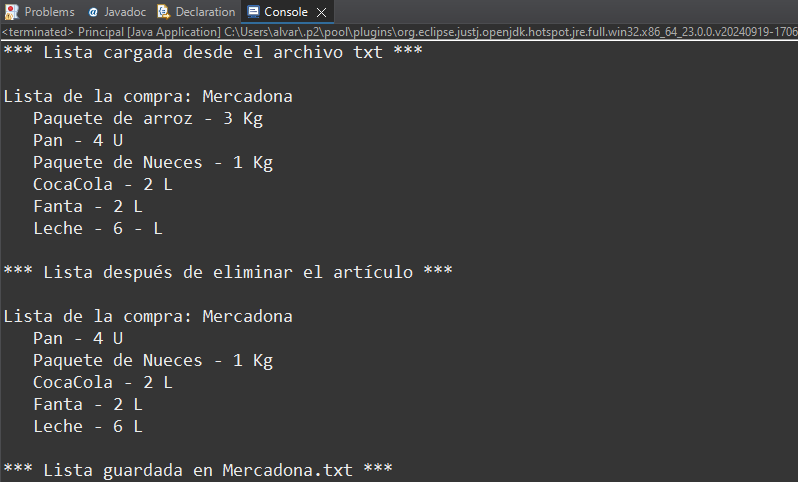 Problems @ Javadoc Declaration Console
<terminated> Principal [Java Application] C:\Users\alvar\.p2\pool\plugins\org.eclipse.justj.openjdk.hotspot.jre.full.win32.x86_64_23.0.0.v20240919-1706
*** Lista cargada desde el archivo txt ***
Lista de la compra: Mercadona
Paquete de arroz - 3 Kg
Pan - 4 U
Paquete de Nueces - 1 Kg
CocaCola - 2 L
Fanta - 2 L
Leche - 6 - L
*** Lista después de eliminar el artículo ***
Lista de la compra: Mercadona
Pan - 4 U
Paquete de Nueces - 1 Kg
CocaCola - 2 L
Fanta - 2 L
Leche - 6 L
*** Lista guardada en Mercadona.txt ***